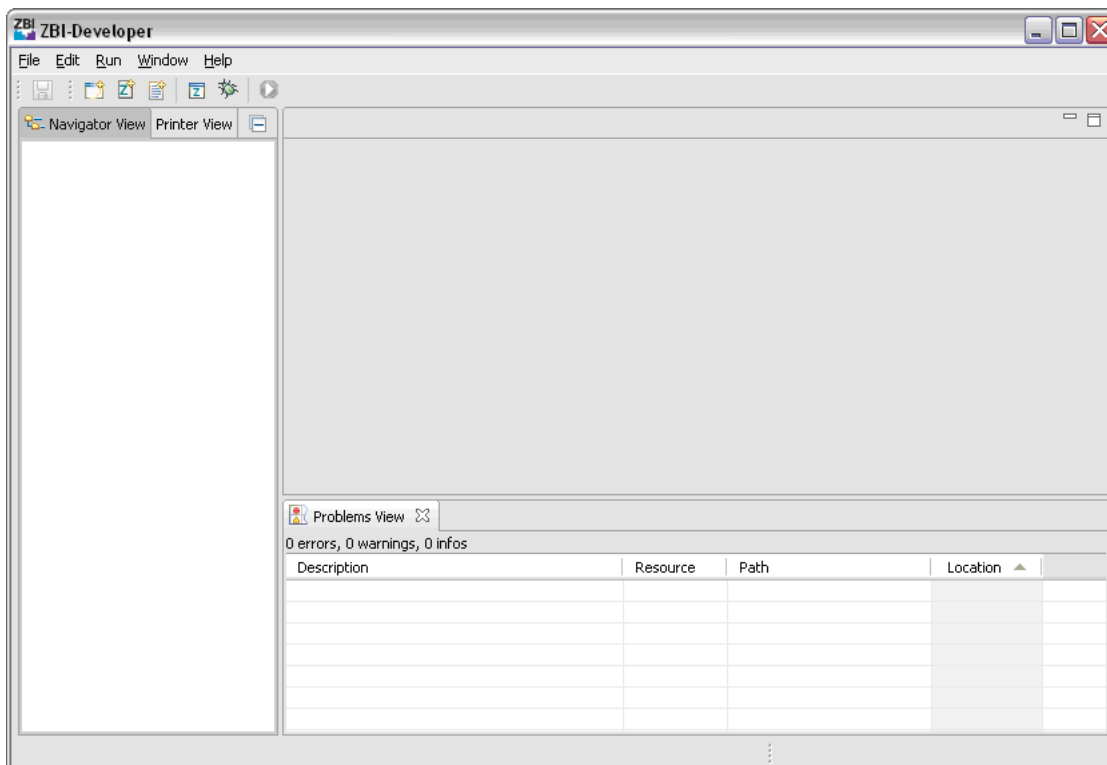 ZBI ZBI-Developer
File Edit Run Window Help
Z Z
Navigator View Printer View
Problems View
0 errors, 0 warnings, 0 infos
Description Resource Path Location